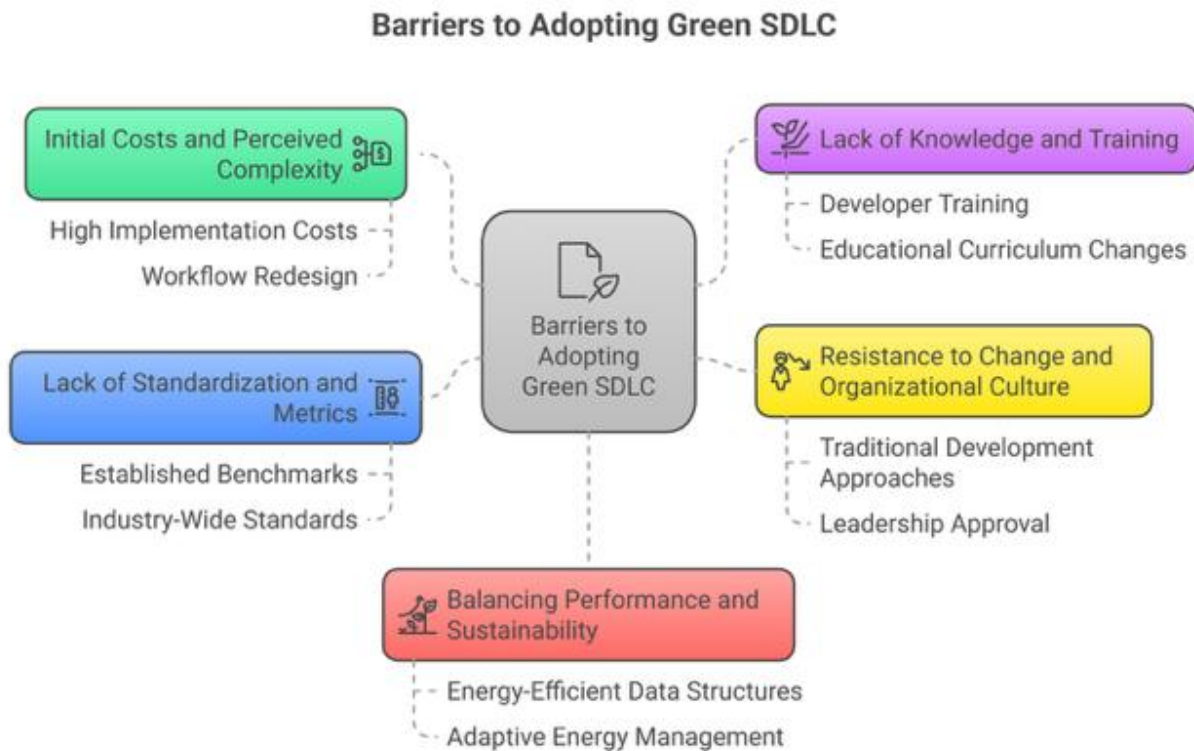 Barriers to Adopting Green SDLC
Initial Costs and Perceived
Complexity
High Implementation Costs
Workflow Redesign
Lack of Standardization and
Metrics
Established Benchmarks
Industry-Wide Standards
Barriers to
Adopting
Green SDLC
Lack of Knowledge and Training
Developer Training
Educational Curriculum Changes
Resistance to Change and
Organizational Culture
Traditional Development
Approaches
Leadership Approval
Balancing Performance and
Sustainability
Energy-Efficient Data Structures
Adaptive Energy Management